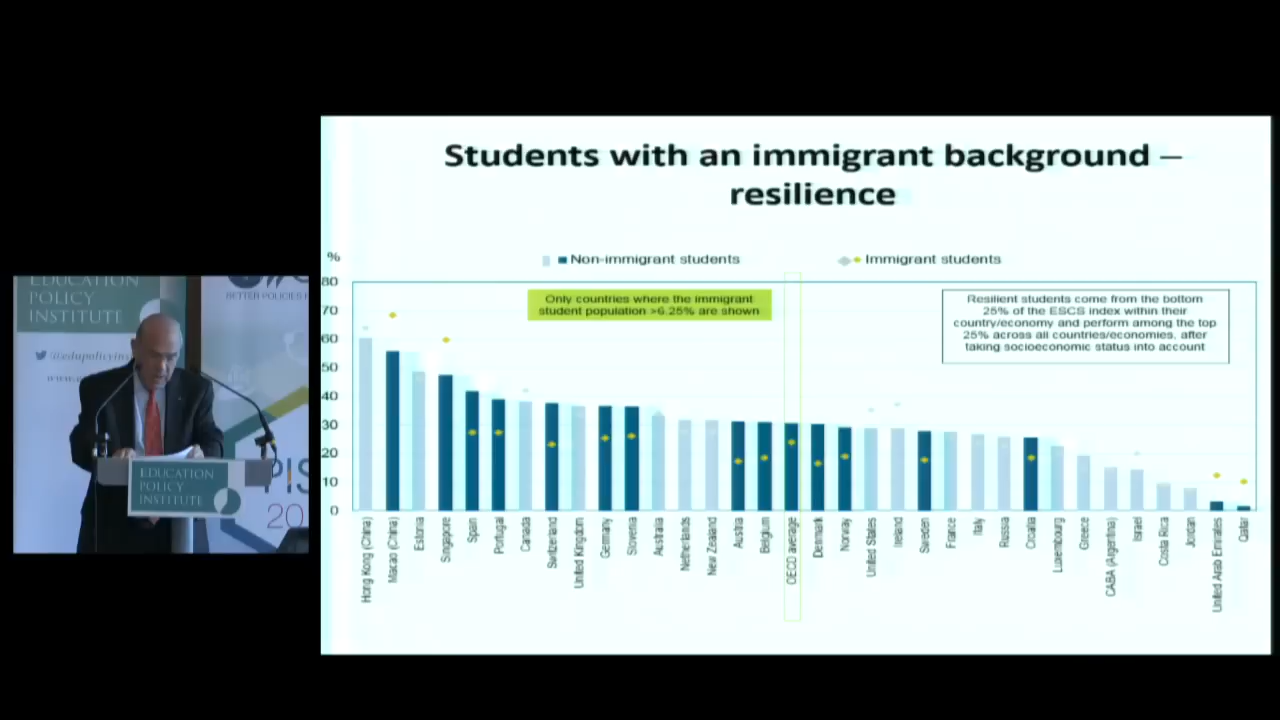 Students with an immigrant background –
resilience
%
Non-immigrant students
Immigrant students
80
70
60
50
40
30
20
10
0
Only countries where the immigrant
student population >6.25% are shown
Resilient students come from the bottom
25% of the ESCS index within their
country/economy and perform among the top
25% across all countries/economies, after
taking socioeconomic status into account
Hong Kong (China)
Macao (China)
Estonia
Singapore
Spain
Portugal
Canada
Switzerland
United Kingdom
Germany
Slovenia
Australia
Netherlands
New Zealand
Austria
Belgium
OECD average
Denmark
Norway
United States
Ireland
Sweden
France
Italy
Russia
Croatia
Luxembourg
Greece
CABA (Argentina)
Israel
Costa Rica
Jordan
United Arab Emirates
Qatar
EDUCATION
POLICY
INSTITUTE
@edupolicyins
BETTER POLICIES
PIS
20
EDUCATION
POLICY
INSTITUTE